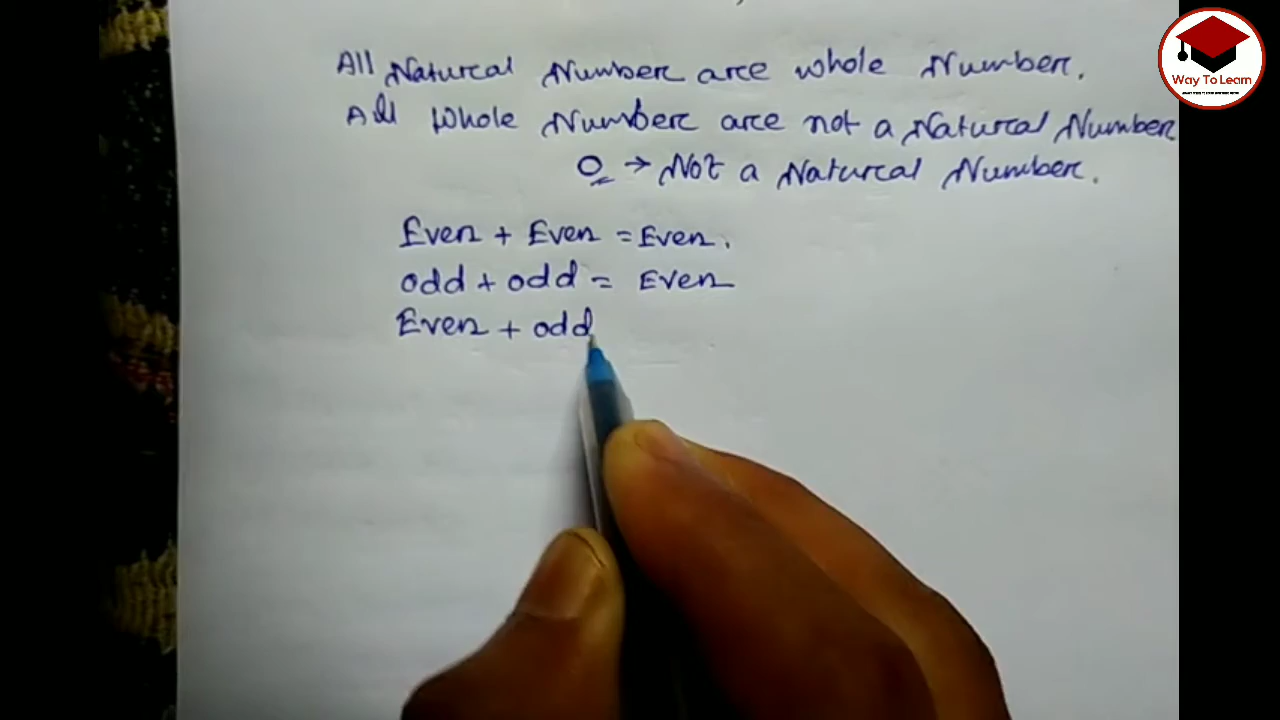 All Natural Number are whole Number.
All Whole Number are not a Natural Number
0 → Not a Natural Number.
Even + Even = Even.
odd + odd = Even
Even + odd
Way To Learn